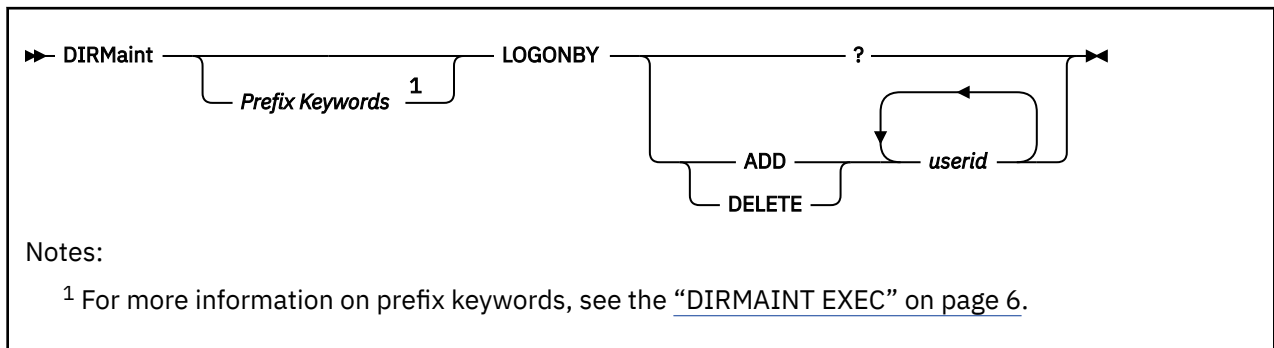 DIRMaint LOGONBY ?
Prefix Keywords 1
ADD userid
DELETE
Notes:
1 For more information on prefix keywords, see the “DIRMAINT EXEC” on page 6.